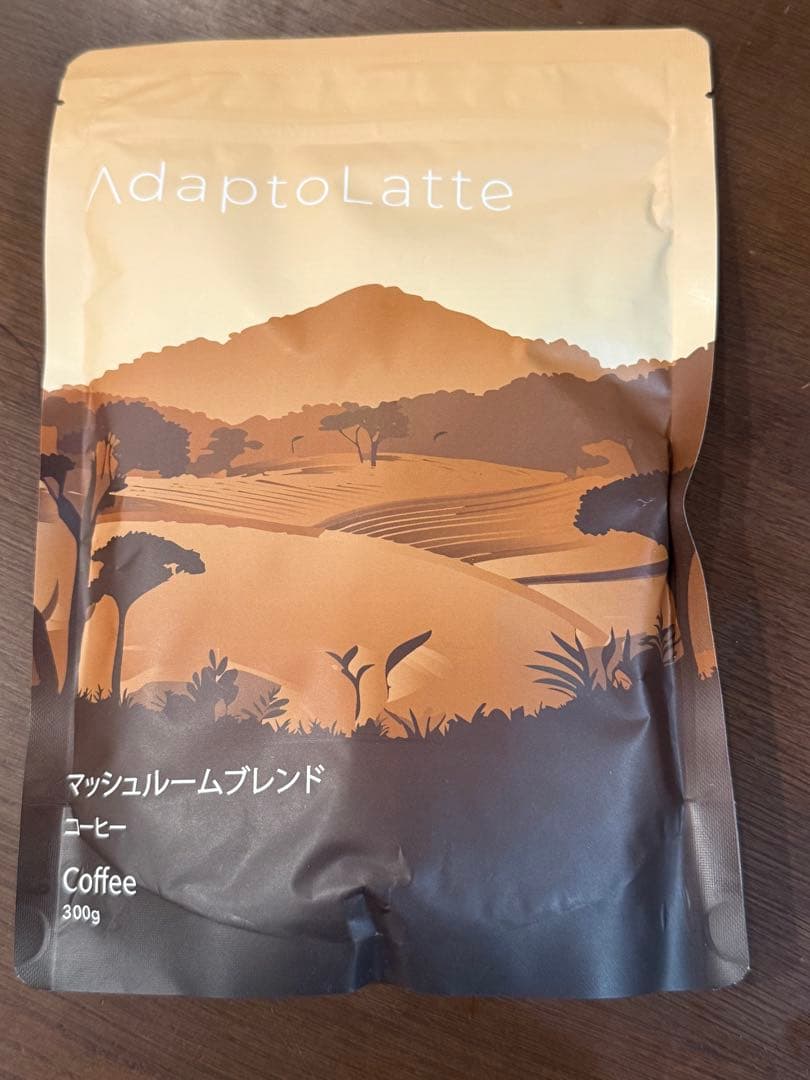 AdaptoLatte
マッシュルームブレンド
コーヒー
Coffee
300g